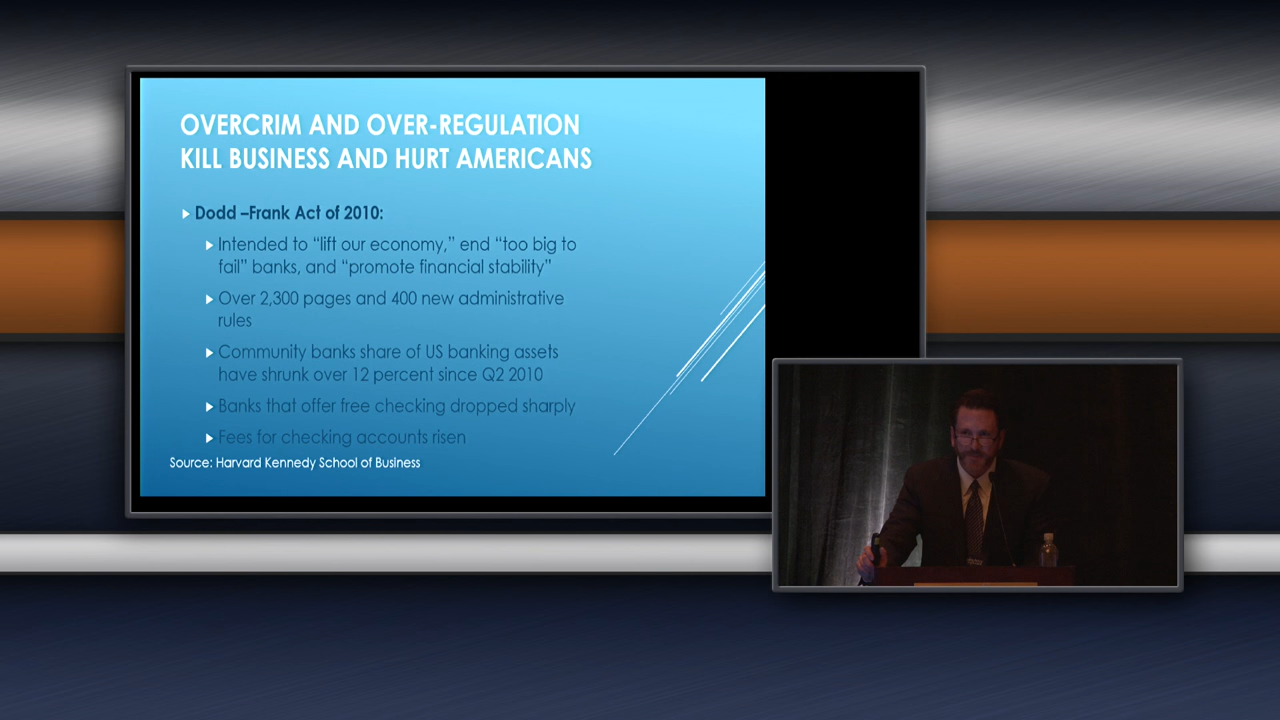 OVERCRIM AND OVER-REGULATION
KILL BUSINESS AND HURT AMERICANS
Dodd –Frank Act of 2010:
Intended to “lift our economy,” end “too big to
fail” banks, and “promote financial stability”
Over 2,300 pages and 400 new administrative
rules
Community banks share of US banking assets
have shrunk over 12 percent since Q2 2010
Banks that offer free checking dropped sharply
Fees for checking accounts risen
Source: Harvard Kennedy School of Business